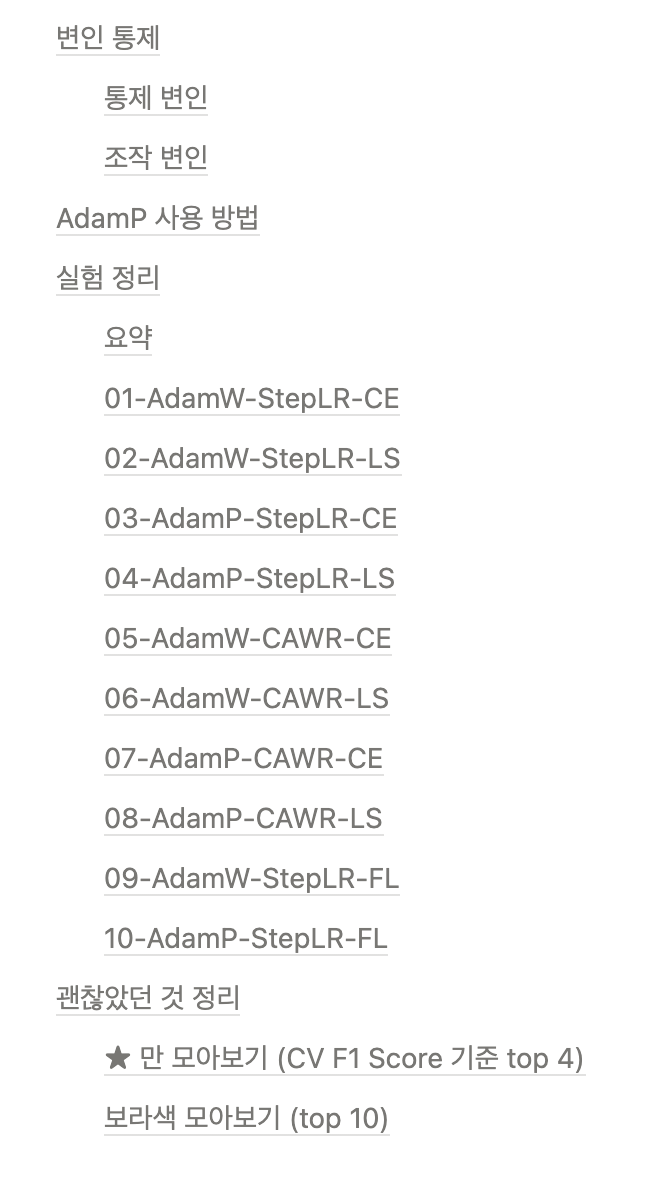 변인 통제
통제 변인
조작 변인
AdamP 사용 방법
실험 정리
요약
01-AdamW-StepLR-CE
02-AdamW-StepLR-LS
03-AdamP-StepLR-CE
04-AdamP-StepLR-LS
05-AdamW-CAWR-CE
06-AdamW-CAWR-LS
07-AdamP-CAWR-CE
08-AdamP-CAWR-LS
09-AdamW-StepLR-FL
10-AdamP-StepLR-FL
괜찮았던 것 정리
★ 만 모아보기 (CV F1 Score 기준 top 4)
보라색 모아보기 (top 10)